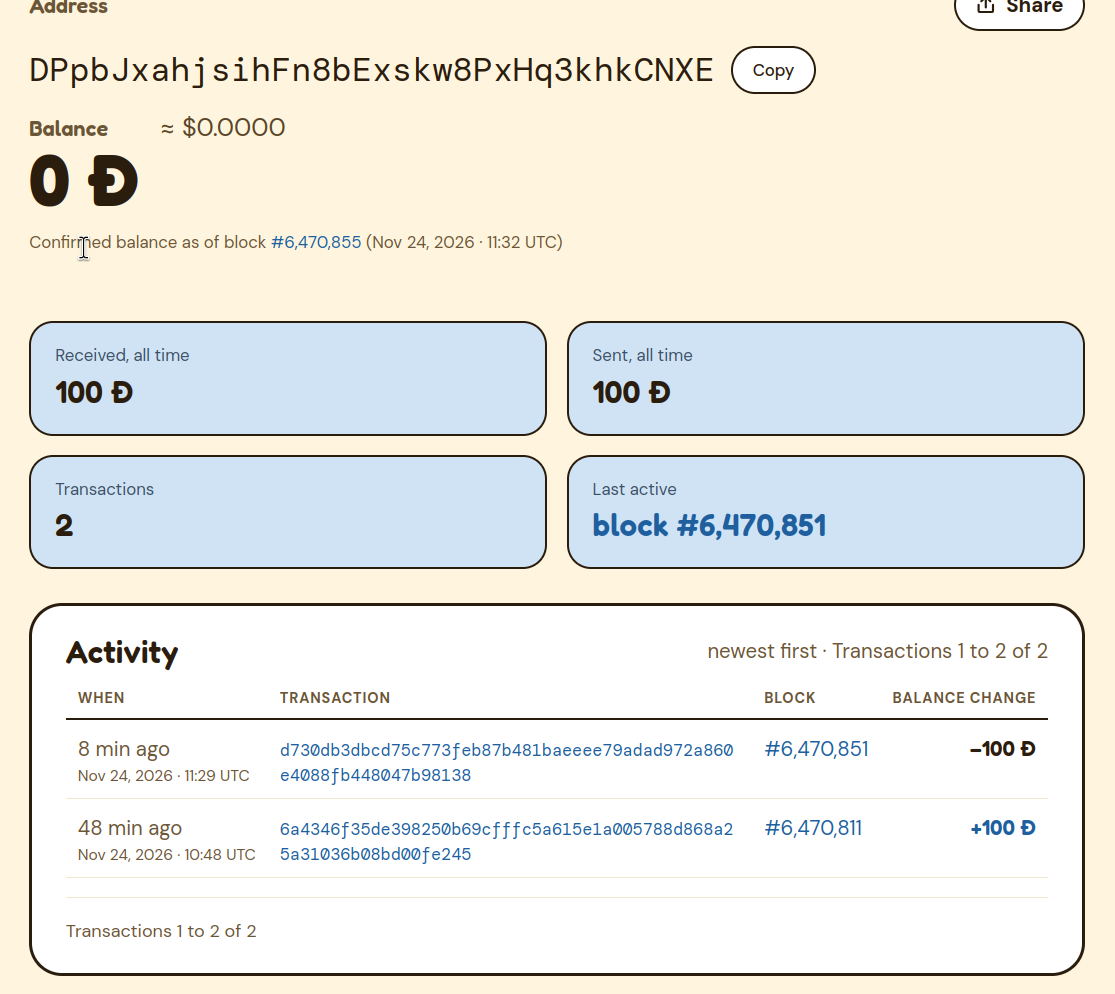 Address
Share
DPpbJxahjsihFn8bExskw8PxHq3khkCNXE
Copy
Balance ≈ $0.0000
0 Ð
Confirmed balance as of block #6,470,855 (Nov 24, 2026 · 11:32 UTC)
Received, all time
100 Ð
Sent, all time
100 Ð
Transactions
2
Last active
block #6,470,851
Activity
newest first · Transactions 1 to 2 of 2
WHEN TRANSACTION BLOCK BALANCE CHANGE
8 min ago d730db3dbcd75c773feb87b481baeeee79adad972a860 #6,470,851 −100 Ð
Nov 24, 2026 · 11:29 UTC e4088fb448047b98138
48 min ago 6a4346f35de398250b69cfffc5a615e1a005788d868a2 #6,470,811 +100 Ð
Nov 24, 2026 · 10:48 UTC 5a31036b08bd00fe245
Transactions 1 to 2 of 2